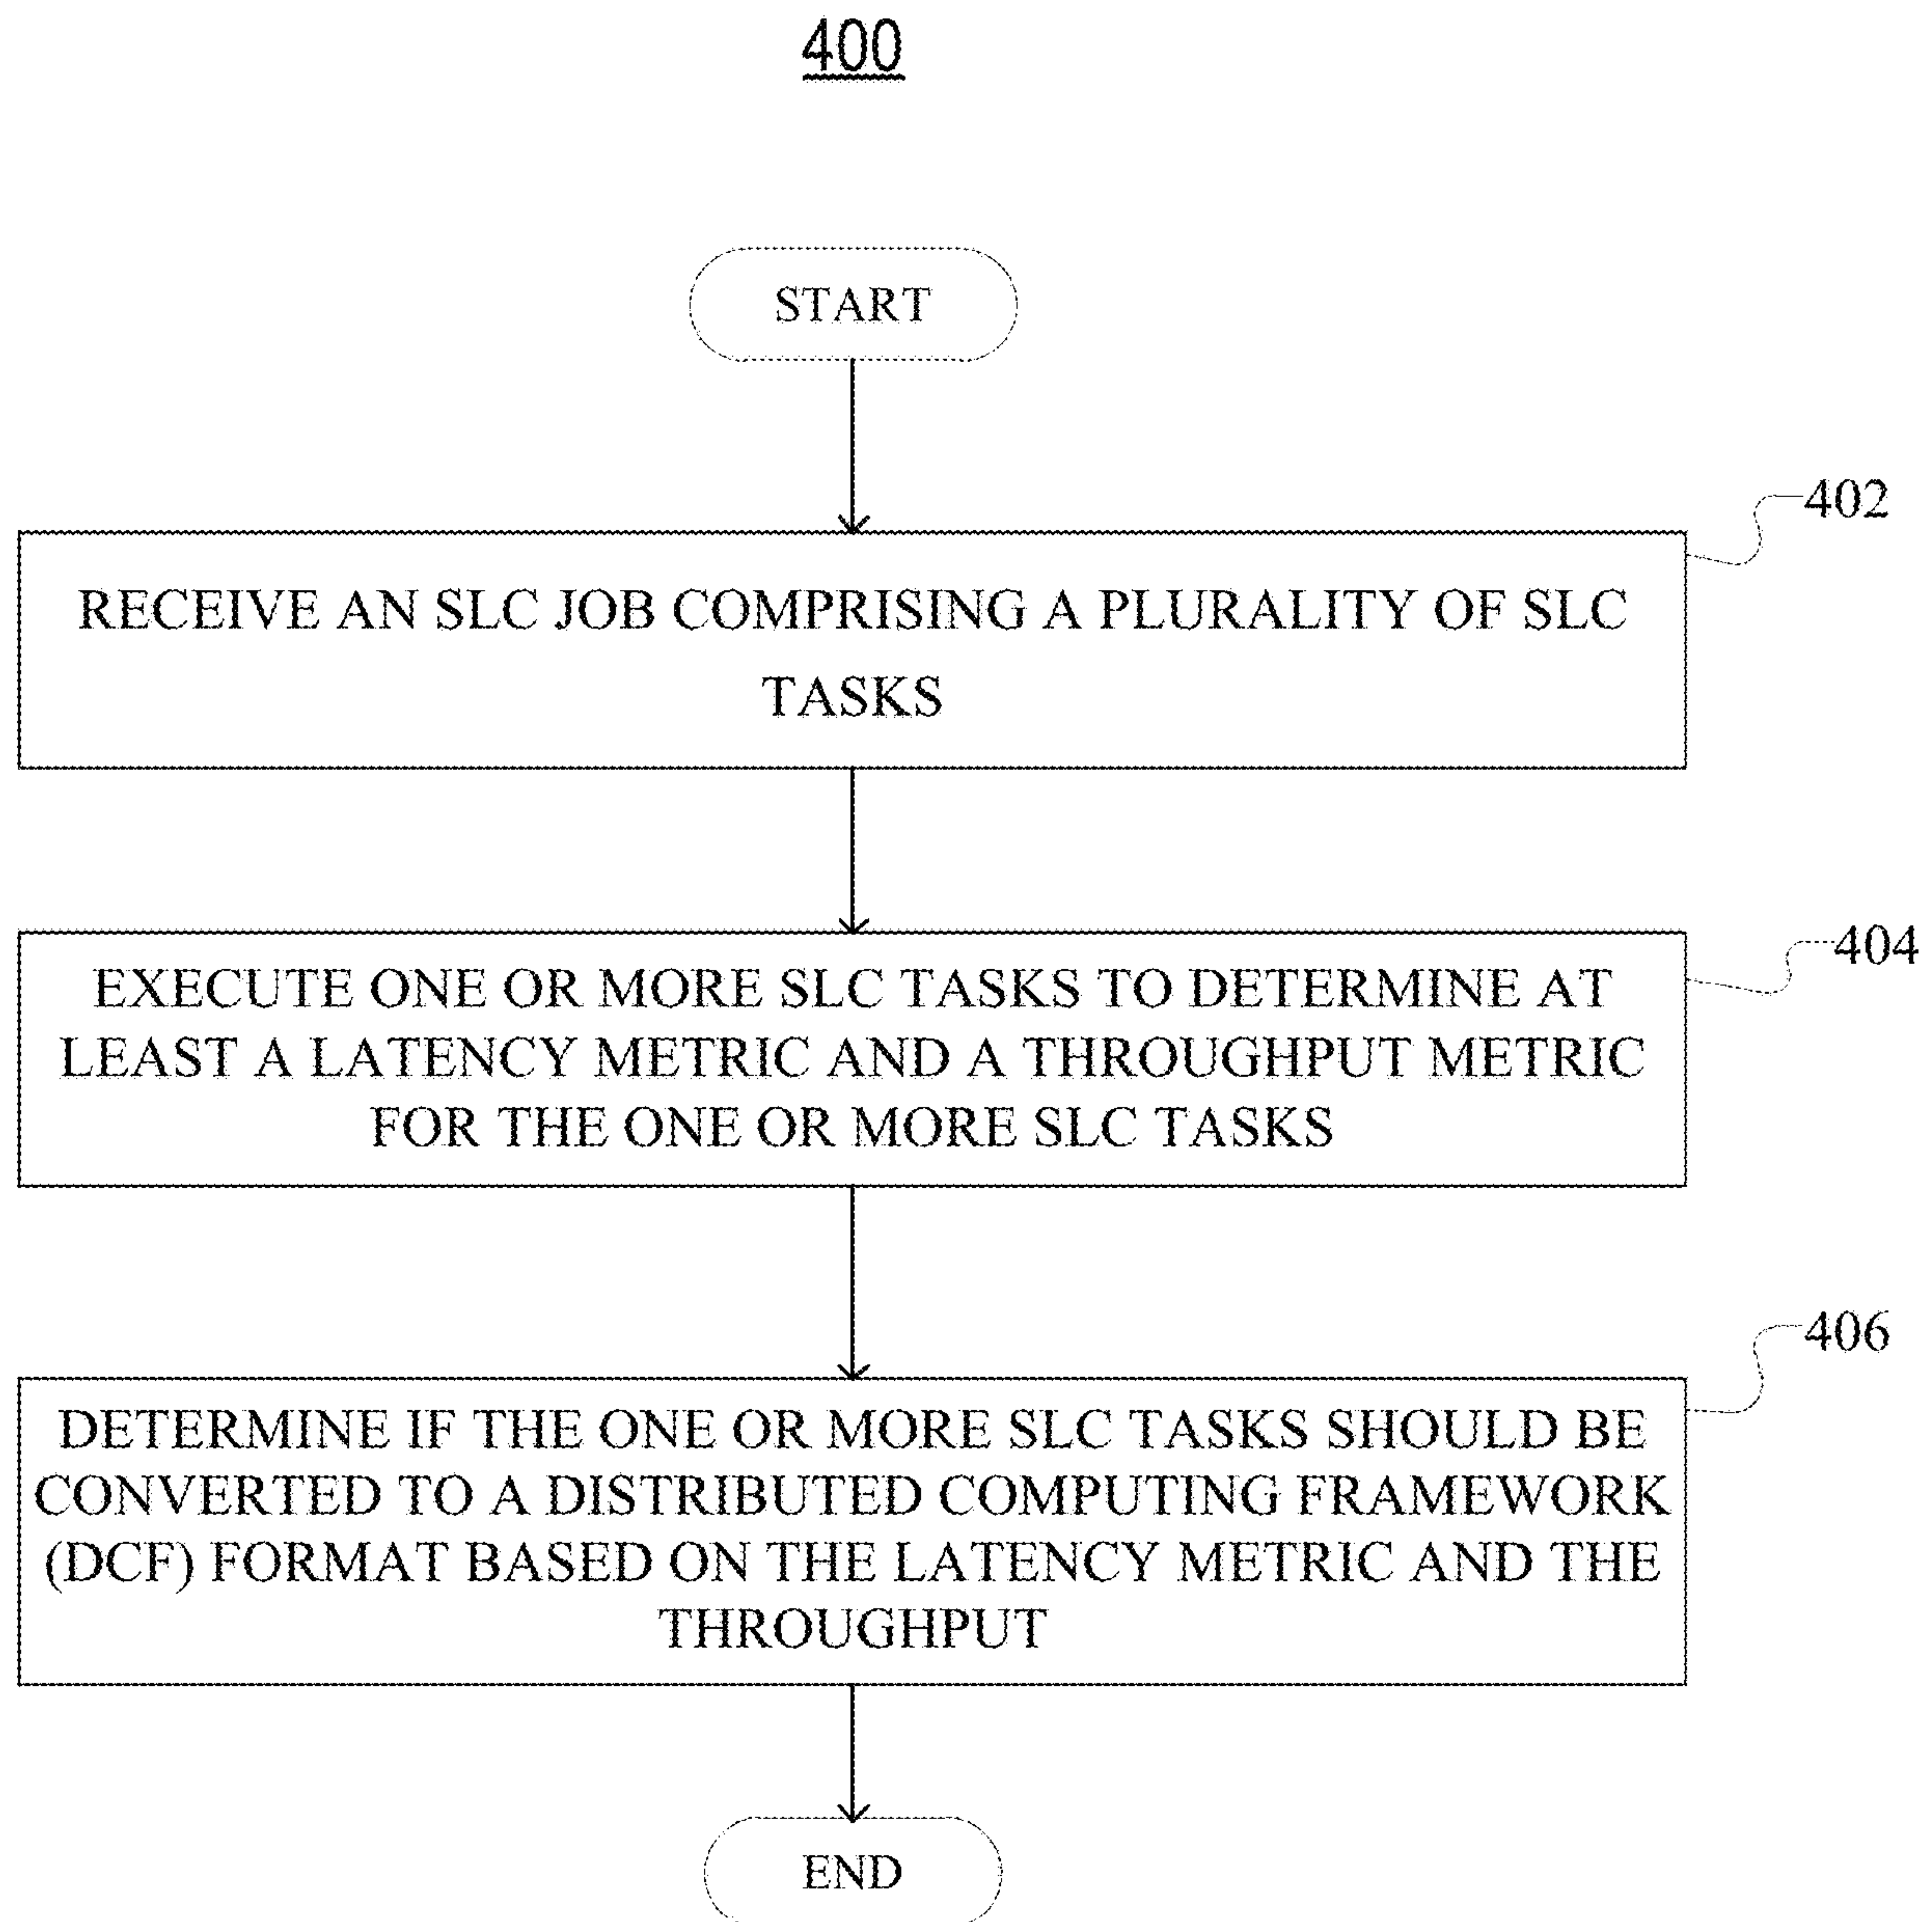 400
START
402
RECEIVE AN SLC JOB COMPRISING A PLURALITY OF SLC
TASKS
404
EXECUTE ONE OR MORE SLC TASKS TO DETERMINE AT
LEAST A LATENCY METRIC AND A THROUGHPUT METRIC
FOR THE ONE OR MORE SLC TASKS
406
DETERMINE IF THE ONE OR MORE SLC TASKS SHOULD BE
CONVERTED TO A DISTRIBUTED COMPUTING FRAMEWORK
(DCF) FORMAT BASED ON THE LATENCY METRIC AND THE
THROUGHPUT
END